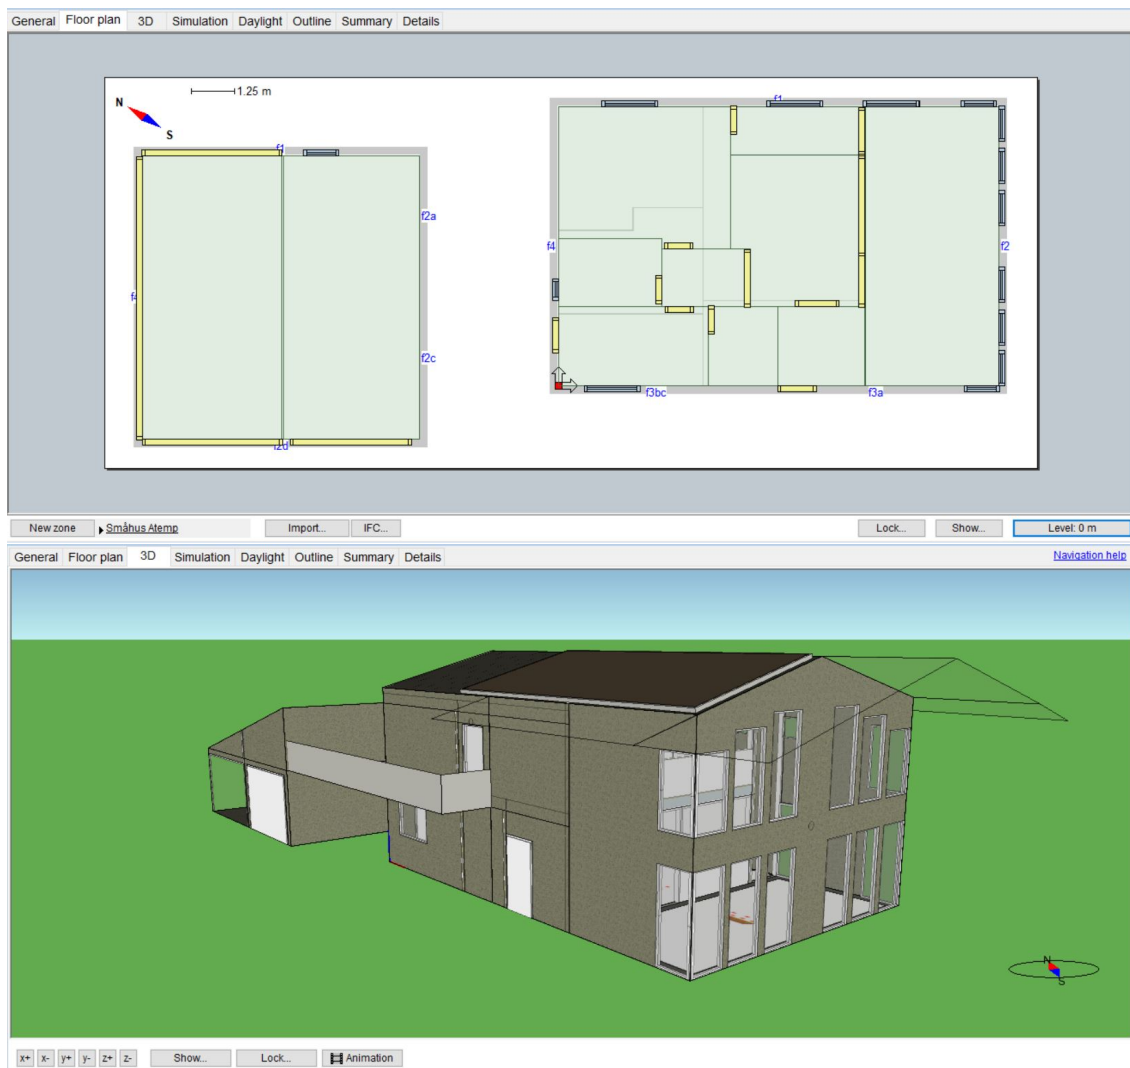 General Floor plan 3D Simulation Daylight Outline Summary Details
1.25 m
N
S
f1
f1
f2a
f4
f2
f2c
f3bc
f3a
New zone Småhus Atemp Import... IFC... Lock... Show... Level: 0 m
General Floor plan 3D Simulation Daylight Outline Summary Details Navigation help
N
S
x+ x- y+ y- z+ z- Show... Lock... Animation